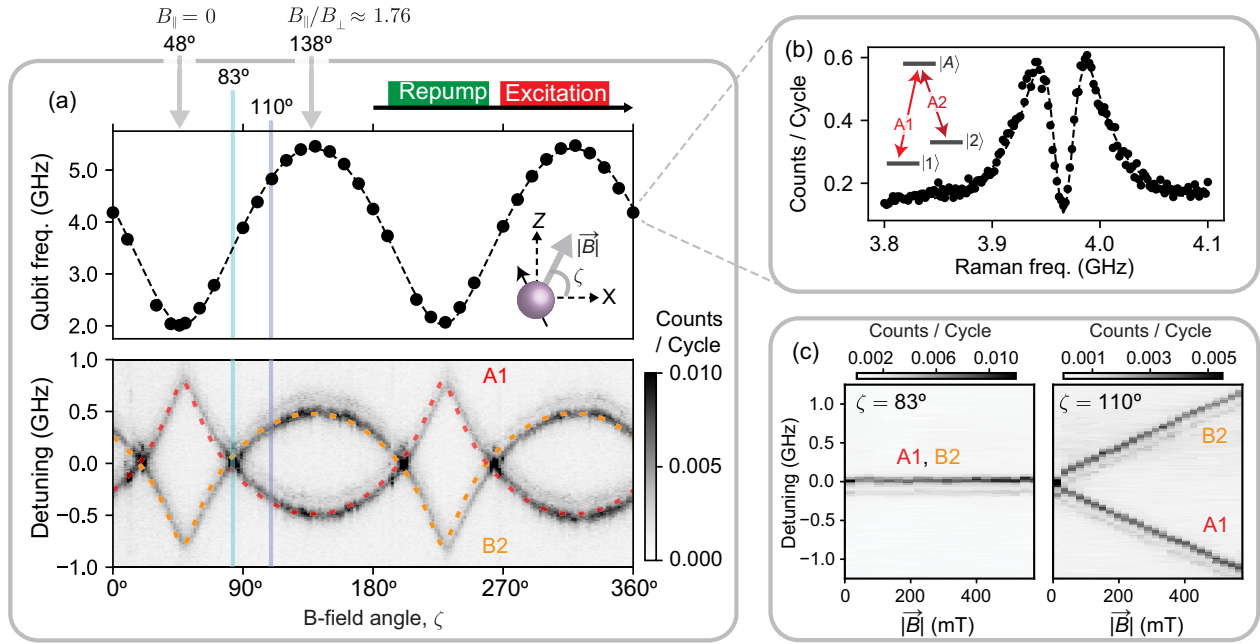 B∥ = 0
48º
B∥/B⊥ ≈ 1.76
138º
83º
110º
(a)
Repump
Excitation
Qubit freq. (GHz)
5.0
4.0
3.0
2.0
Z
|B⃗|
ζ
X
Counts
/ Cycle
0.010
0.005
0.000
Detuning (GHz)
1.0
0.5
0.0
−0.5
−1.0
A1
B2
0º
90º
180º
270º
360º
B-field angle, ζ
(b)
Counts / Cycle
0.6
0.4
0.2
|A⟩
A1
A2
|2⟩
|1⟩
3.8
3.9
4.0
4.1
Raman freq. (GHz)
(c)
Counts / Cycle
0.002 0.006 0.010
ζ = 83º
A1, B2
Detuning (GHz)
1.0
0.5
0.0
−0.5
−1.0
0 200 400
|B⃗| (mT)
Counts / Cycle
0.001 0.003 0.005
ζ = 110º
B2
A1
0 200 400
|B⃗| (mT)